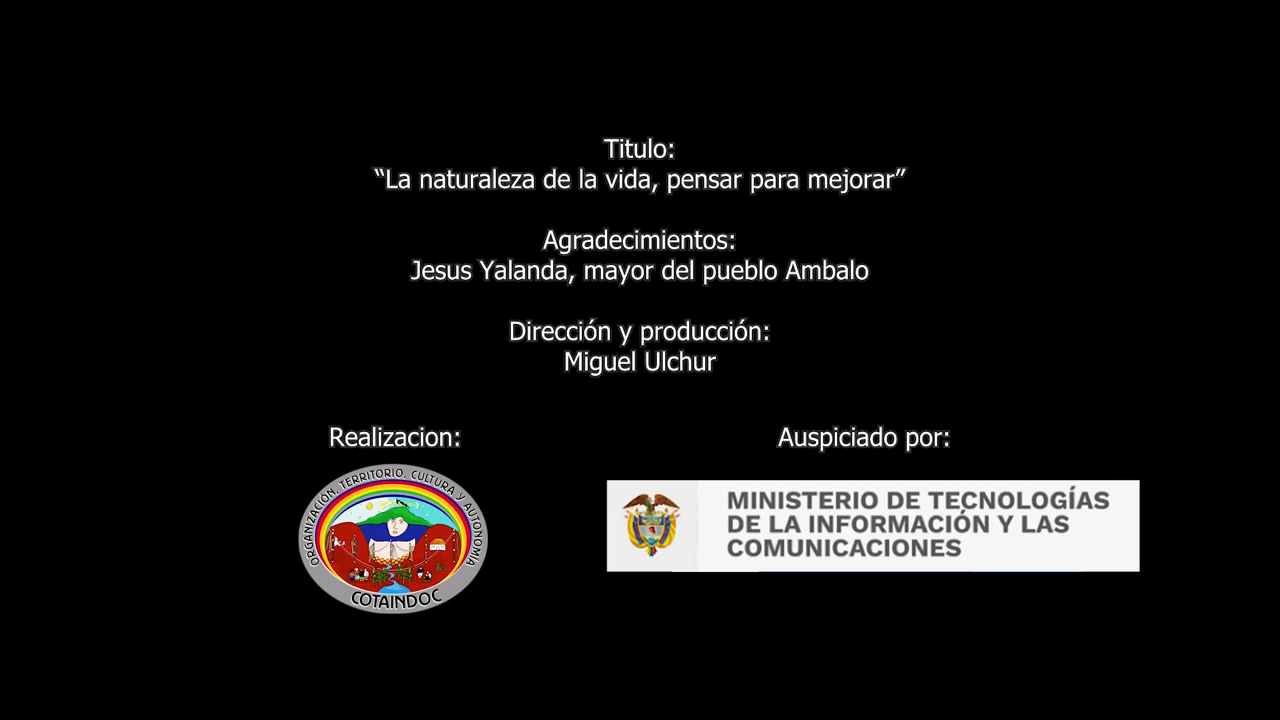 Titulo:
“La naturaleza de la vida, pensar para mejorar”
Agradecimientos:
Jesus Yalanda, mayor del pueblo Ambalo
Dirección y producción:
Miguel Ulchur
Realizacion:
Auspiciado por:
ORGANIZACIÓN, TERRITORIO, CULTURA Y AUTONOMÍA
COTAINDOC
MINISTERIO DE TECNOLOGÍAS
DE LA INFORMACIÓN Y LAS
COMUNICACIONES